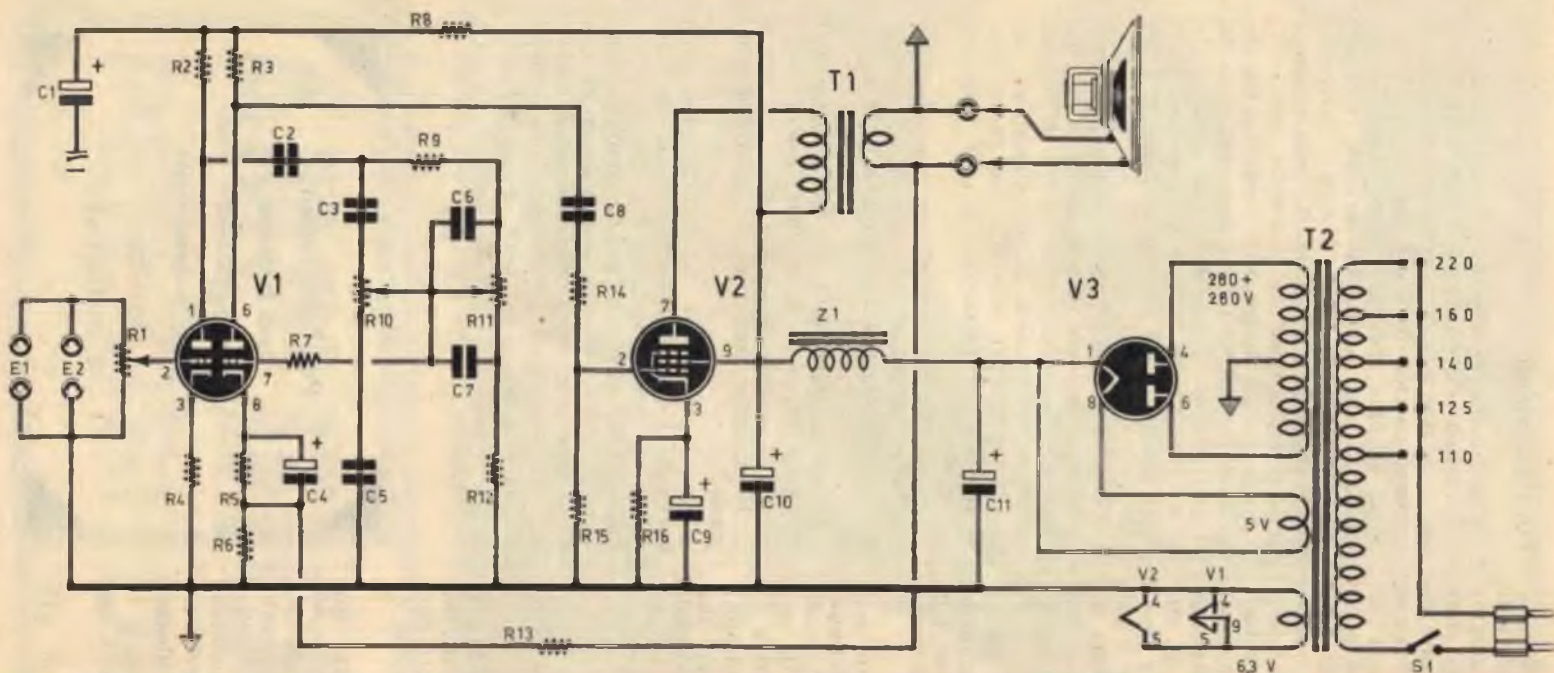 R8
R2
R3
C1
+
T1
C2
R9
C3
C6
C8
T2
220
280+
280V
160
V1
R14
V2
V3
1
6
R10
R11
7
Z1
R1
R7
140
E1
E2
2
7
2
9
1
4
C7
3
8
3
8
6
125
110
+
R4
R5
C4
C5
R12
+
C10
+
C11
R6
R15
R16
+
C9
5V
V2
V1
4
4
9
5
5
R13
6,3 V
S1